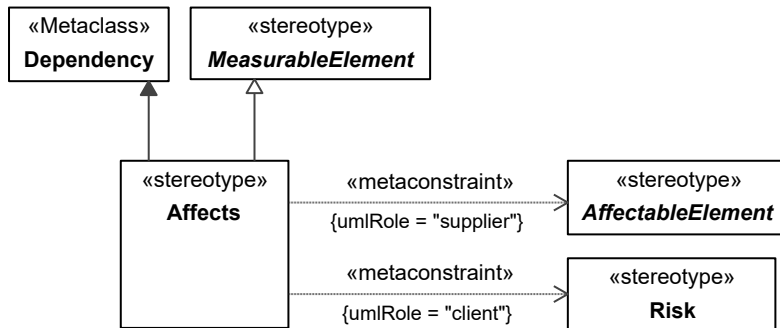 «Metaclass»
Dependency
«stereotype»
MeasurableElement
«stereotype»
Affects
«metaconstraint»
{umlRole = "supplier"}
«stereotype»
AffectableElement
«metaconstraint»
{umlRole = "client"}
«stereotype»
Risk